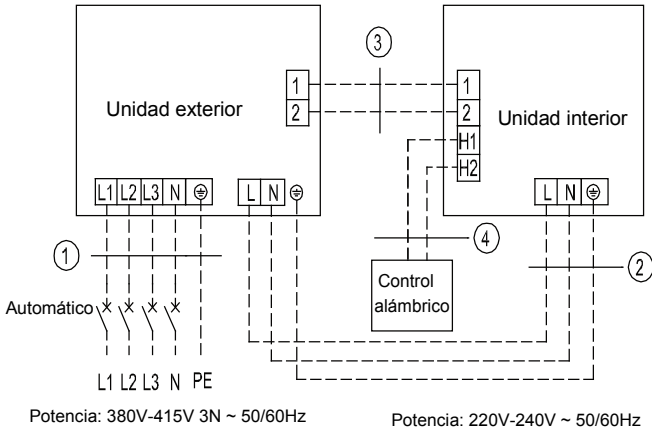 3
1
2
Unidad exterior
1
2
H1
H2
Unidad interior
L1 L2 L3 N
L N
L N
1
4
2
Control
alámbrico
Automático
L1 L2 L3 N PE
Potencia: 380V-415V 3N ~ 50/60Hz
Potencia: 220V-240V ~ 50/60Hz